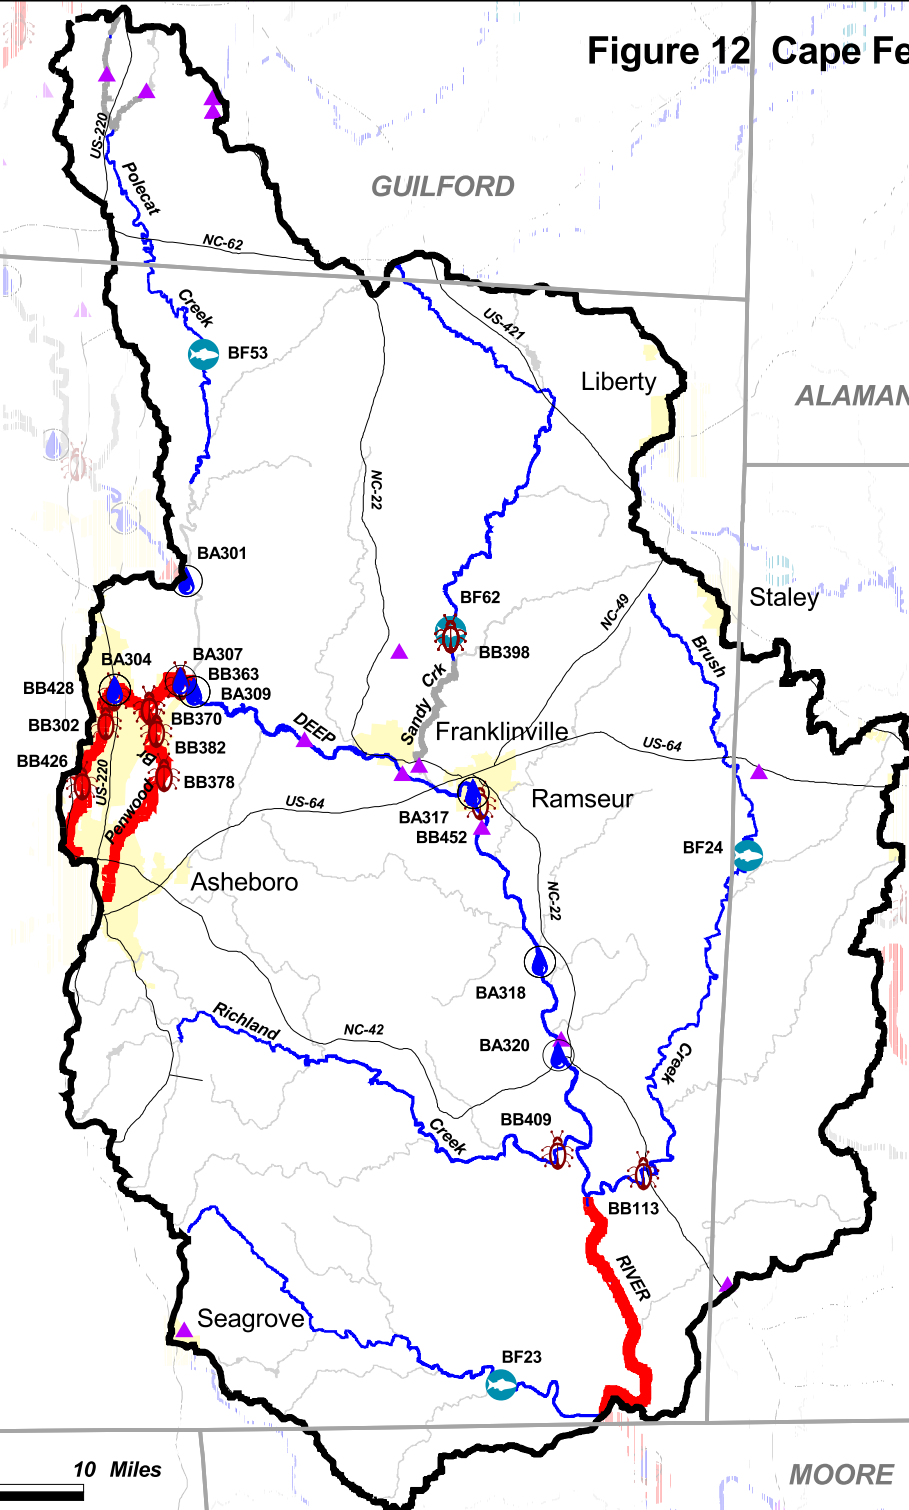 Figure 12  Cape Fe
US-220
Polecat
GUILFORD
NC-62
Creek
US-421
BF53
Liberty
ALAMAN
NC-22
BA301
BF62
Staley
NC-49
BB398
Brush
BA304
BA307
BB363
BB428
BA309
Crk
Sandy
BB302
BB370
DEEP
Franklinville
BB382
US-64
BB426
Br
US-220
BB378
Penwood
US-64
Ramseur
BA317
BB452
BF24
Asheboro
NC-22
BA318
Richland
NC-42
BA320
Creek
BB409
Creek
BB113
RIVER
Seagrove
BF23
10  Miles
MOORE